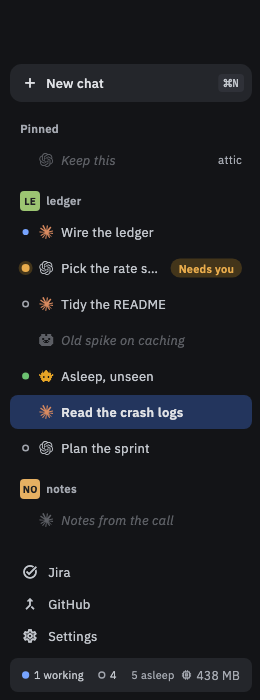 New chat ⌘N
Pinned
Keep this attic
LE ledger
Wire the ledger
Pick the rate s... Needs you
Tidy the README
Old spike on caching
Asleep, unseen
Read the crash logs
Plan the sprint
NO notes
Notes from the call
Jira
GitHub
Settings
1 working 4 5 asleep 438 MB